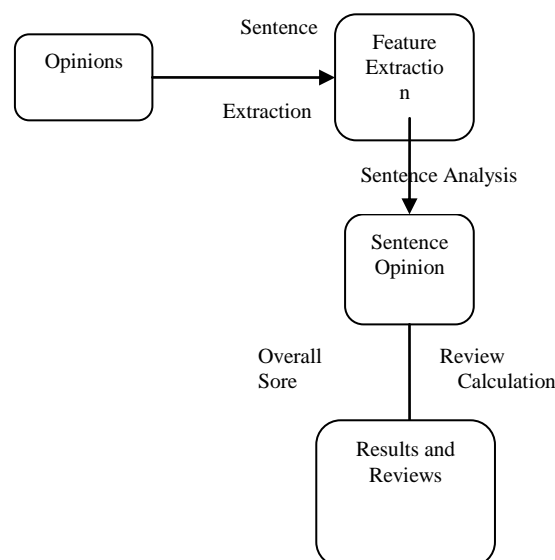 Sentence
Opinions
Extraction
Feature
Extractio
n
Sentence Analysis
Sentence
Opinion
Overall
Sore
Review
Calculation
Results and
Reviews